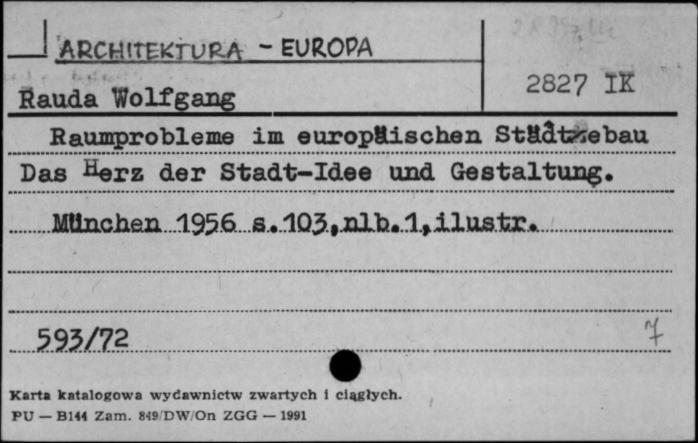 ARCHITEKTURA - EUROPA
Rauda Wolfgang
2827 IK
Raumprobleme im europäischen Städtebau
Das Herz der Stadt-Idee und Gestaltung.
München 1956 s.103,nlb.1,ilustr.
593/72
7
Karta katalogowa wydawnictw zwartych i ciągłych.
PU — B144 Zam. 849/DW/On ZGG — 1991